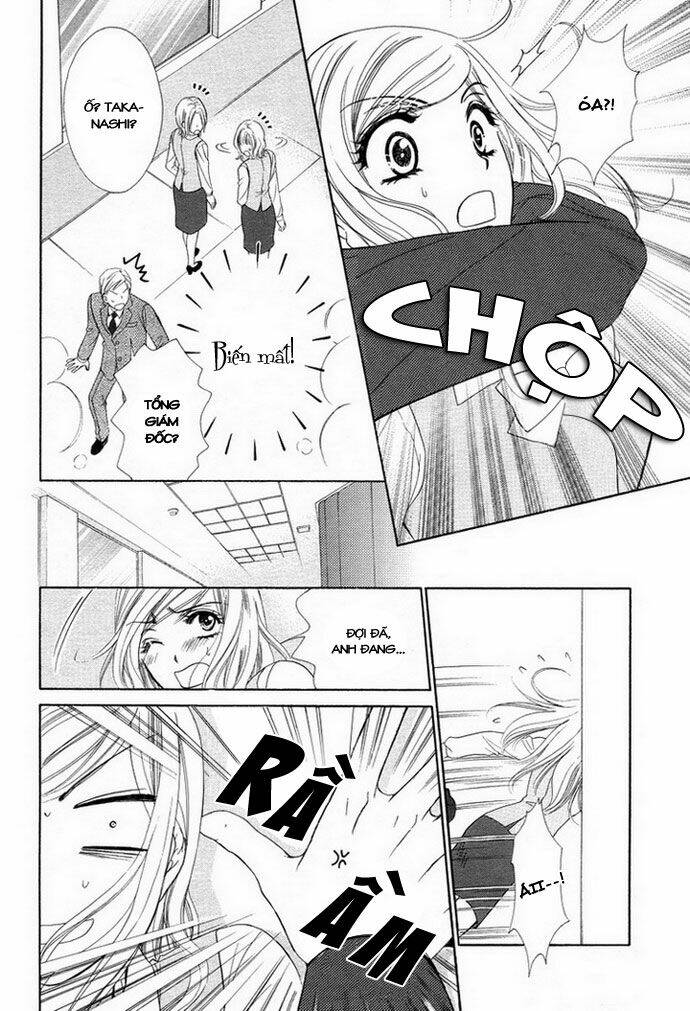 ÓA?!
CHỘP
Ố? TAKA-
NASHI?
Biến mất!
TỔNG
GIÁM
ĐỐC?
ĐỢI ĐÃ,
ANH ĐANG...
ÁII--!
RẦ
ẦM